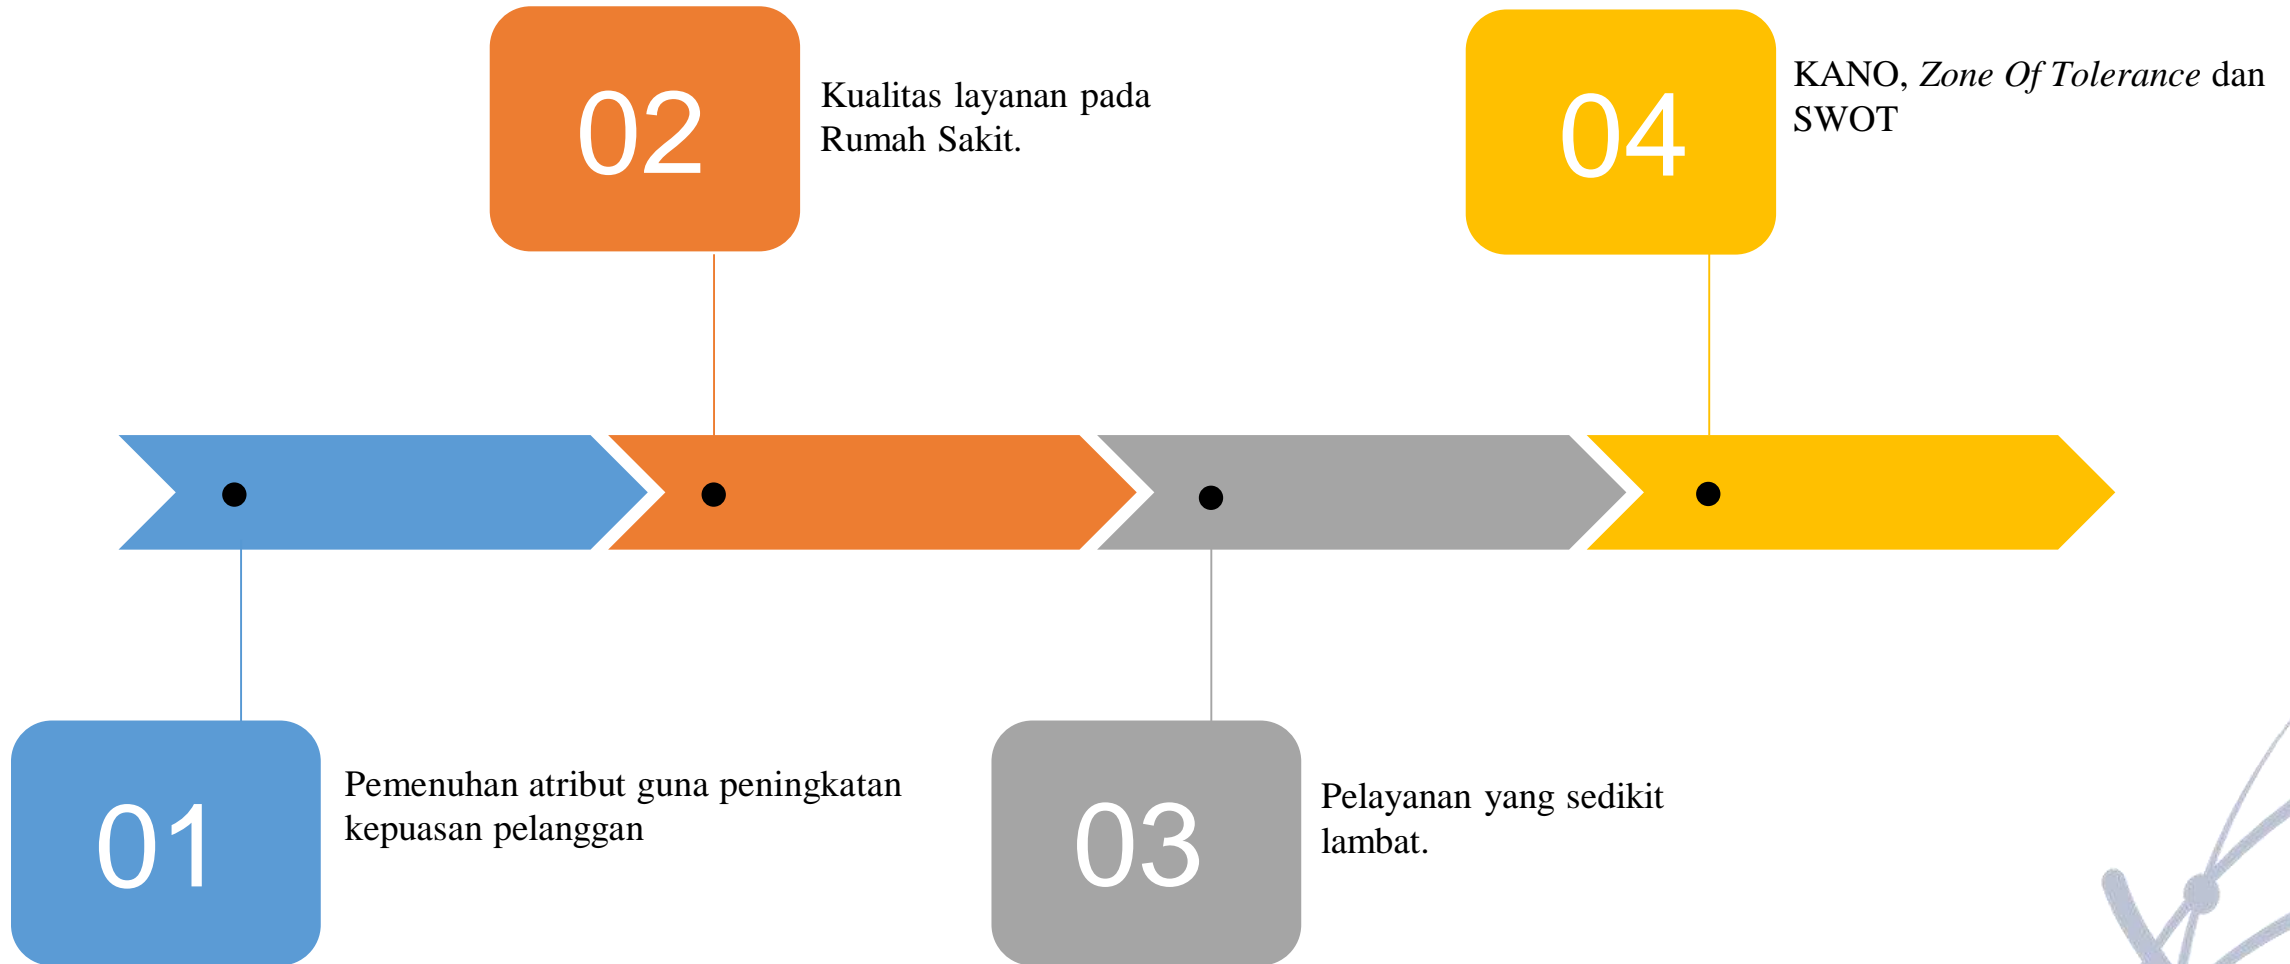 01
Pemenuhan atribut guna peningkatan
kepuasan pelanggan
02
Kualitas layanan pada
Rumah Sakit.
03
Pelayanan yang sedikit
lambat.
04
KANO, Zone Of Tolerance dan
SWOT